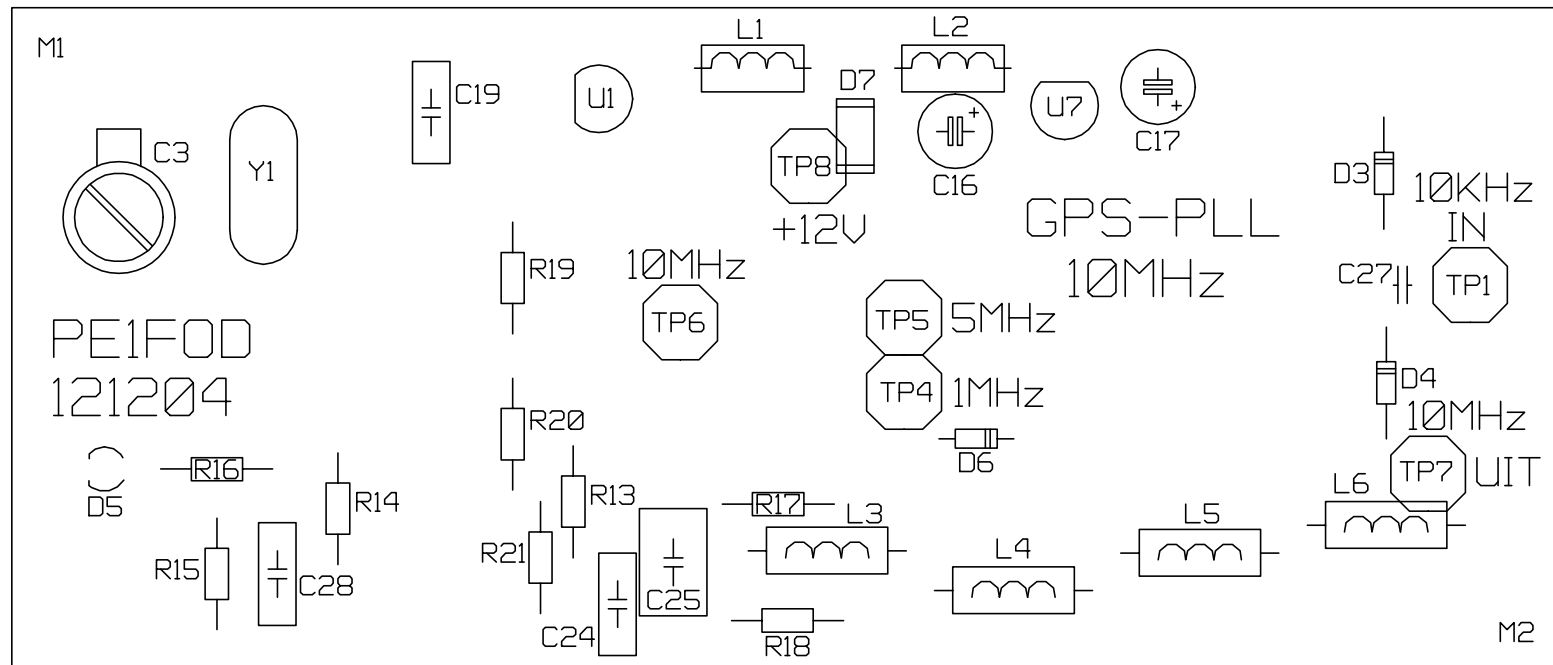 M1
L1
L2
D7
C19
U1
U7
C17
C3
Y1
TP8
C16
D3
10KHz
IN
+12V
GPS-PLL
10MHz
R19
10MHz
C27
TP1
TP6
TP5
5MHz
PE1FOD
121204
TP4
1MHz
D4
10MHz
R20
D6
R16
TP7
UIT
L6
D5
R14
R13
R17
L3
L5
R15
R21
L4
C28
C25
C24
R18
M2